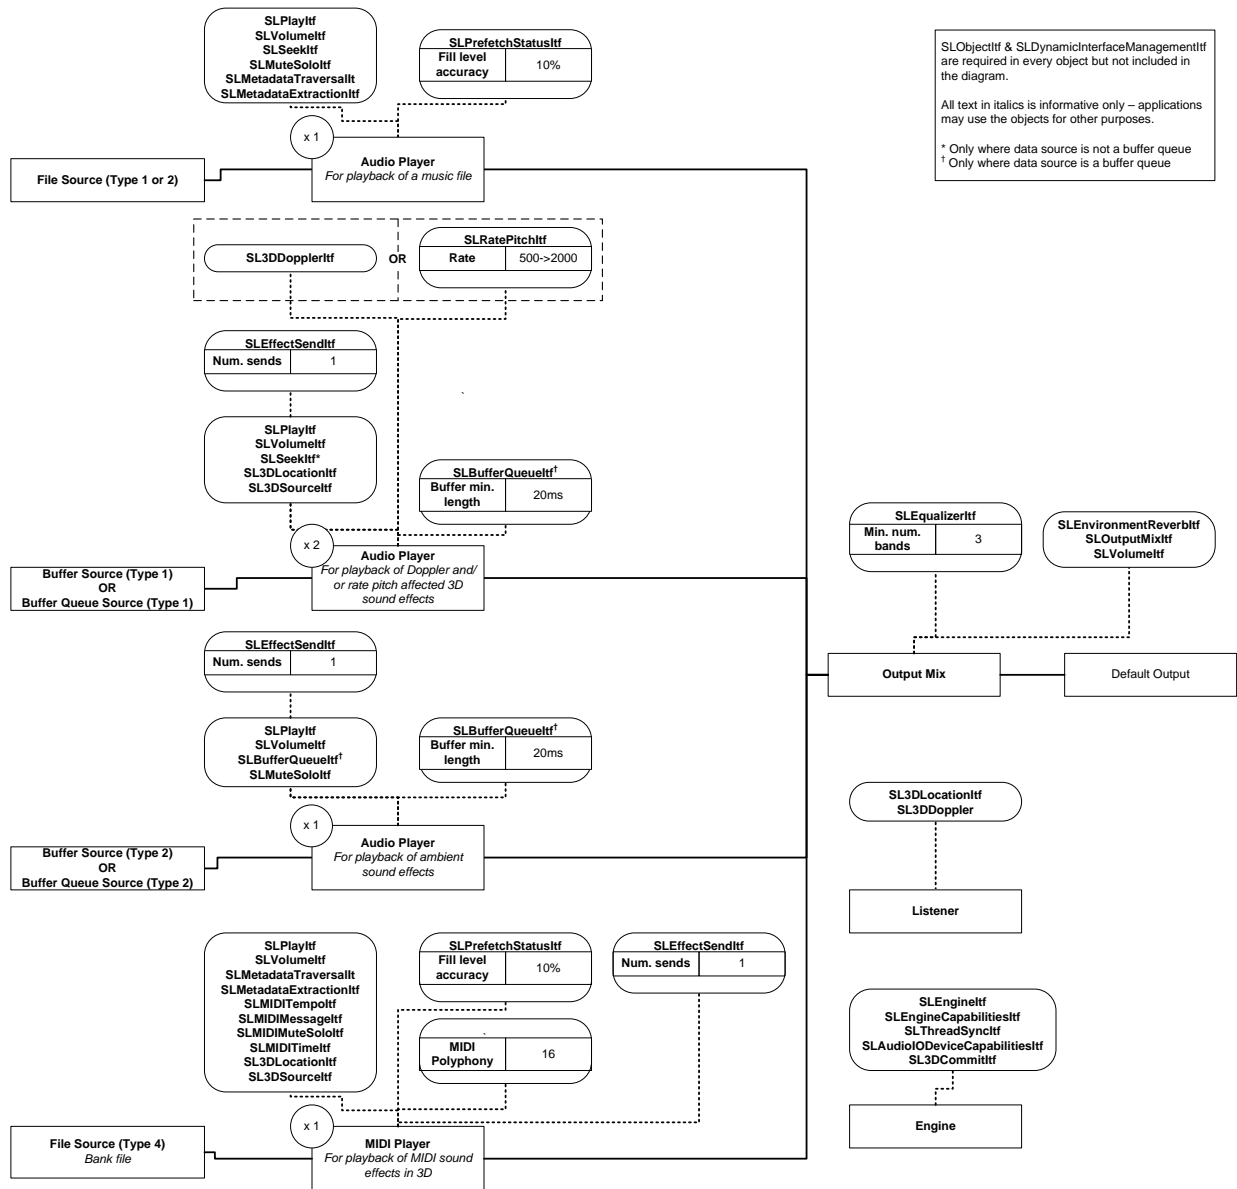 SLPlayItf
SLVolumeItf
SLSeekItf
SLMuteSoloItf
SLMetadataTraversalIt
SLMetadataExtractionItf
SLPrefetchStatusItf
Fill level
accuracy
10%
SLObjectItf & SLDynamicInterfaceManagementItf
are required in every object but not included in
the diagram.
All text in italics is informative only – applications
may use the objects for other purposes.
* Only where data source is not a buffer queue
† Only where data source is a buffer queue
x 1
Audio Player
For playback of a music file
File Source (Type 1 or 2)
SL3DDopplerItf
OR
SLRatePitchItf
Rate
500->2000
SLEffectSendItf
Num. sends
1
`
SLPlayItf
SLVolumeItf
SLSeekItf*
SL3DLocationItf
SL3DSourceItf
SLBufferQueueItf†
Buffer min.
length
20ms
x 2
Audio Player
For playback of Doppler and/
or rate pitch affected 3D
sound effects
Buffer Source (Type 1)
OR
Buffer Queue Source (Type 1)
SLEqualizerItf
Min. num.
bands
3
SLEnvironmentReverbItf
SLOutputMixItf
SLVolumeItf
Output Mix
Default Output
SLEffectSendItf
Num. sends
1
SLPlayItf
SLVolumeItf
SLBufferQueueItf†
SLMuteSoloItf
SLBufferQueueItf†
Buffer min.
length
20ms
x 1
Audio Player
For playback of ambient
sound effects
Buffer Source (Type 2)
OR
Buffer Queue Source (Type 2)
SL3DLocationItf
SL3DDoppler
Listener
SLPlayItf
SLVolumeItf
SLMetadataTraversalIt
SLMetadataExtractionItf
SLMIDITempoItf
SLMIDIMessageItf
SLMIDIMuteSoloItf
SLMIDITimeItf
SL3DLocationItf
SL3DSourceItf
SLPrefetchStatusItf
Fill level
accuracy
10%
SLEffectSendItf
Num. sends
1
`
MIDI
Polyphony
16
SLEngineItf
SLEngineCapabilitiesItf
SLThreadSyncItf
SLAudioIODeviceCapabilitiesItf
SL3DCommitItf
Engine
x 1
MIDI Player
For playback of MIDI sound
effects in 3D
File Source (Type 4)
Bank file